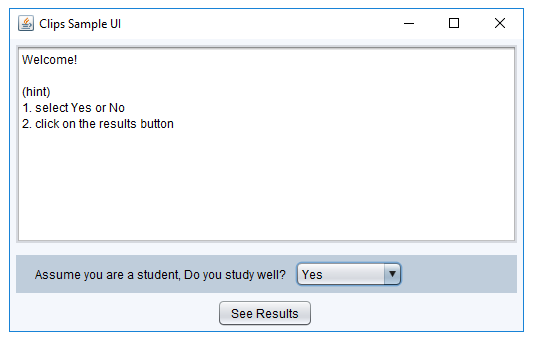 Clips Sample UI
Welcome!
(hint)
1. select Yes or No
2. click on the results button
Assume you are a student, Do you study well? Yes
See Results